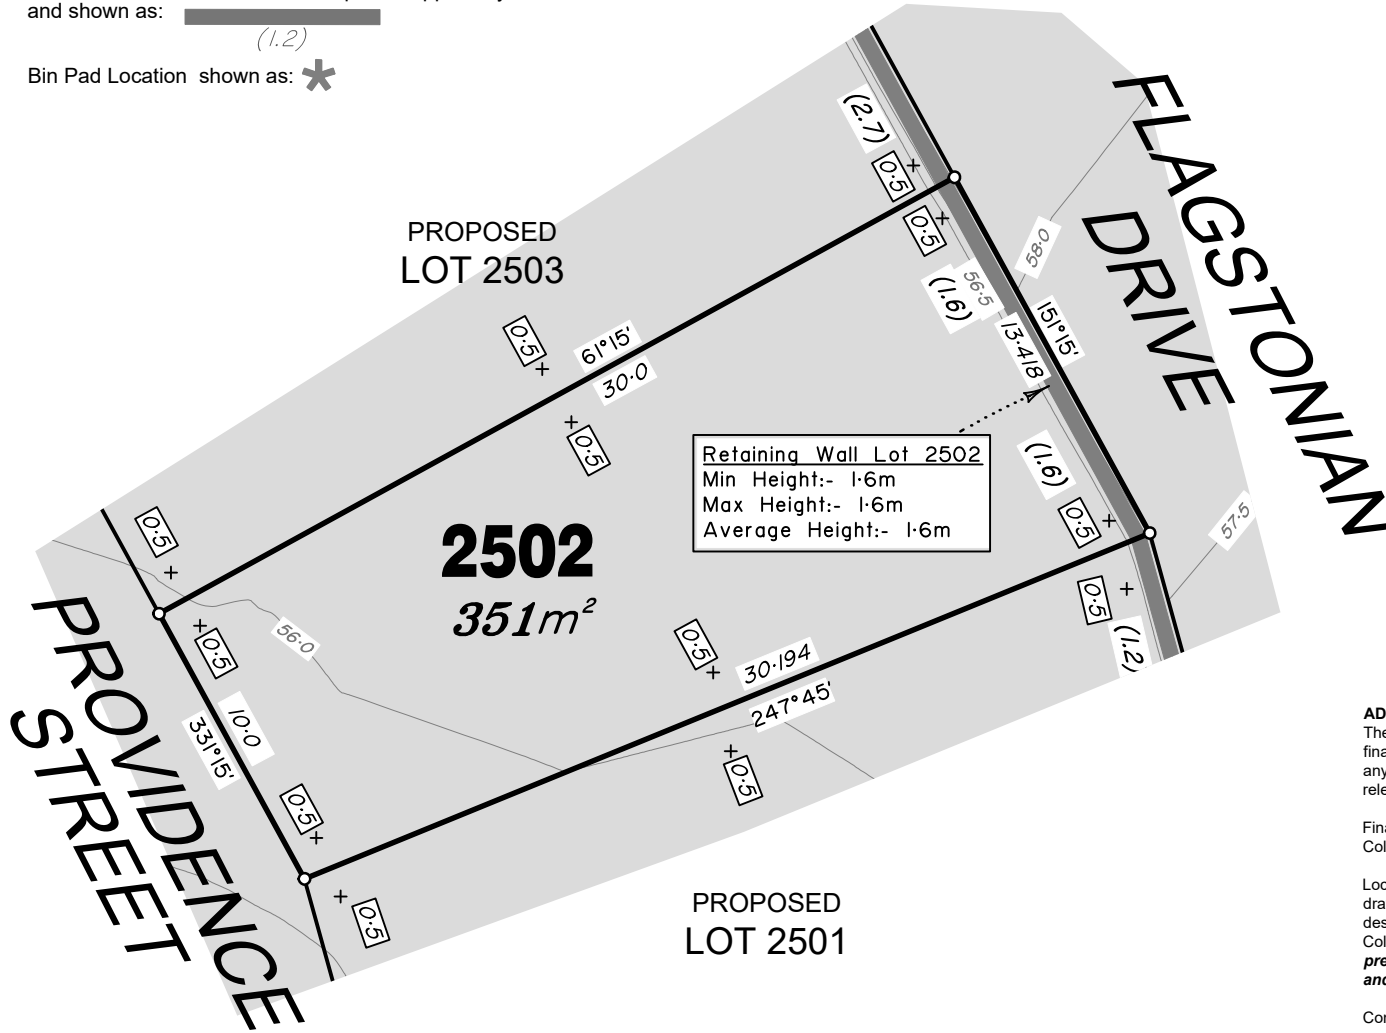 and shown as:
(1.2)
Bin Pad Location shown as:
FLAGSTONIAN
DRIVE
(2.7)
0·5
0·5
PROPOSED
LOT 2503
58·0
56·5
(1.6)
0·5
61°15'
30·0
13·418
151°15'
0·5
Retaining Wall Lot 2502
Min Height:- 1·6m
Max Height:- 1·6m
Average Height:- 1·6m
(1.6)
0·5
57·5
0·5
2502
351m²
0·5
(1.2)
PROVIDENCE
STREET
0·5
56·0
0·5
30·194
247°45'
331°15'
10·0
0·5
0·5
0·5
PROPOSED
LOT 2501
AD
The
fina
any
rele
Fina
Col
Loc
dra
des
Col
pre
and
Cor